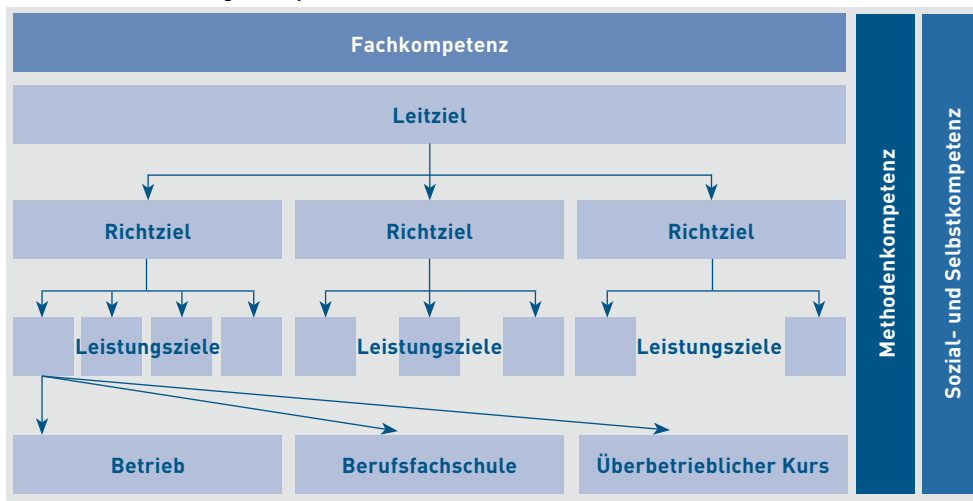 Fachkompetenz
Leitziel
Richtziel
Richtziel
Richtziel
Leistungsziele
Leistungsziele
Leistungsziele
Betrieb
Berufsfachschule
Überbetrieblicher Kurs
Methodenkompetenz
Sozial- und Selbstkompetenz